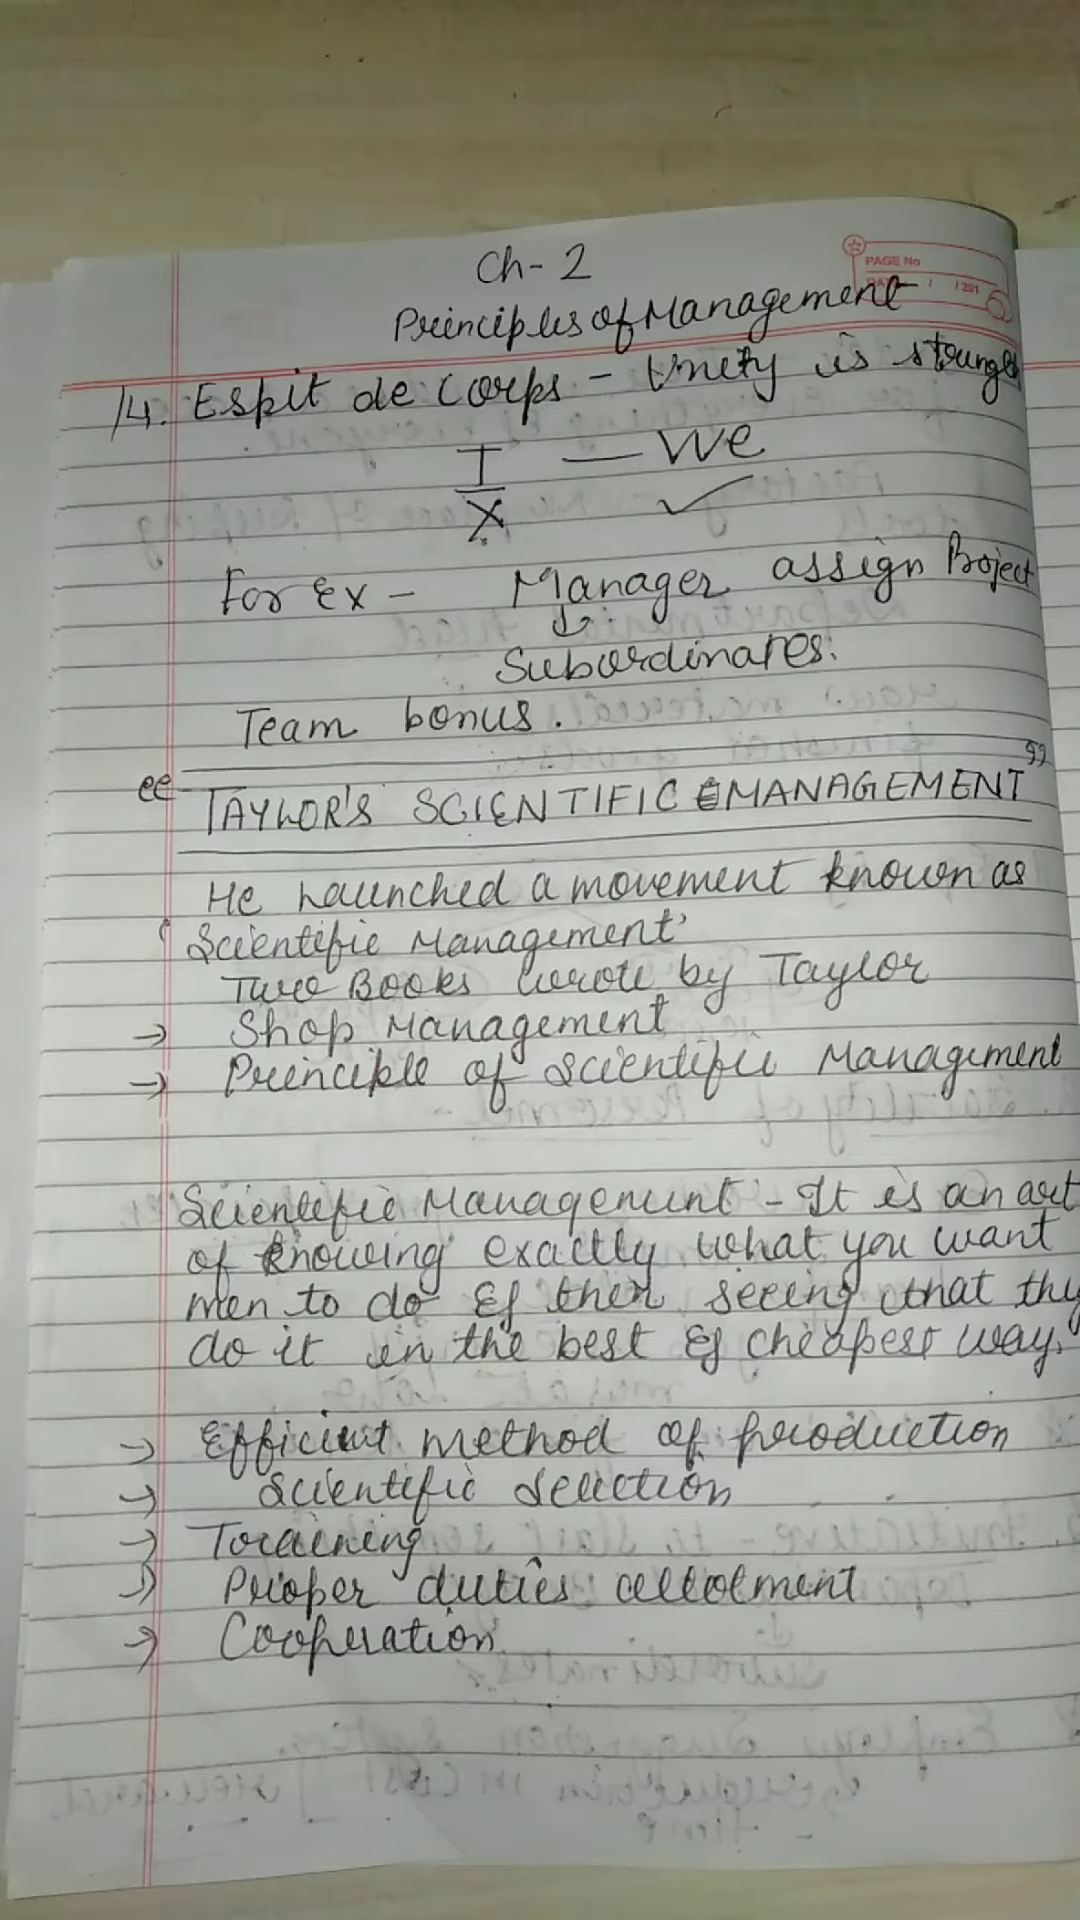 Ch-2
PAGE No
DATE / /201
Principles of Management
14. Espit de Corps - Unity is strength
I — We
X ✓
For Ex - Manager assign Project
↓
Subordinates.
Team bonus.
"TAYLOR'S SCIENTIFIC MANAGEMENT"
He Launched a movement known as
'Scientific Management'
Two Books wrote by Taylor
→ Shop Management
→ Principle of Scientific Management
Scientific Management - It is an art
of knowing exactly what you want
men to do & then seeing that thy
do it in the best & cheapest way.
→ Efficient method of production
→ Scientific Selection
→ Training
→ Proper duties allotment
→ Cooperation